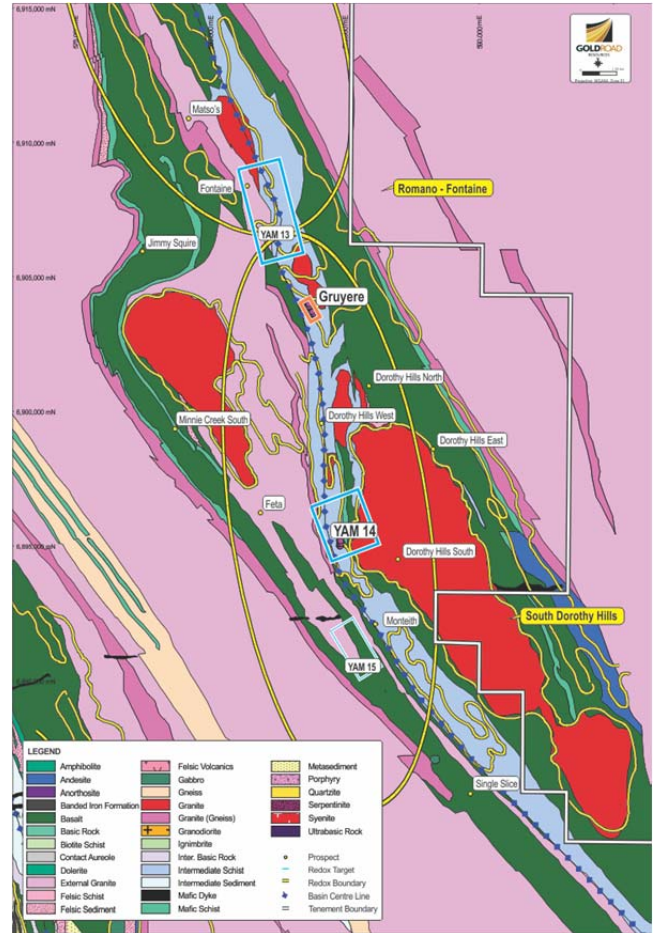 6,915,000 mN
GOLDROAD
RESOURCES
6,910,000 mN
Matso's
Fontaine
Romano - Fontaine
YAM 13
Jimmy Squire
6,905,000 mN
Gruyere
Dorothy Hills North
6,900,000 mN
Minnie Creek South
Dorothy Hills West
Dorothy Hills East
Feta
YAM 14
6,895,000 mN
Dorothy Hills South
Monteith
South Dorothy Hills
YAM 15
6,890,000 mN
Single Slice
LEGEND
Amphibolite
Andesite
Anorthosite
Banded Iron Formation
Basalt
Basic Rock
Biotite Schist
Contact Aureole
Dolerite
External Granite
Felsic Schist
Felsic Sediment
Felsic Volcanics
Gabbro
Gneiss
Granite
Granite (Gneiss)
Granodiorite
Ignimbrite
Inter. Basic Rock
Intermediate Schist
Intermediate Sediment
Mafic Dyke
Mafic Schist
Metasediment
Porphyry
Quartzite
Serpentinite
Syenite
Ultrabasic Rock
Prospect
Redox Target
Redox Boundary
Basin Centre Line
Tenement Boundary